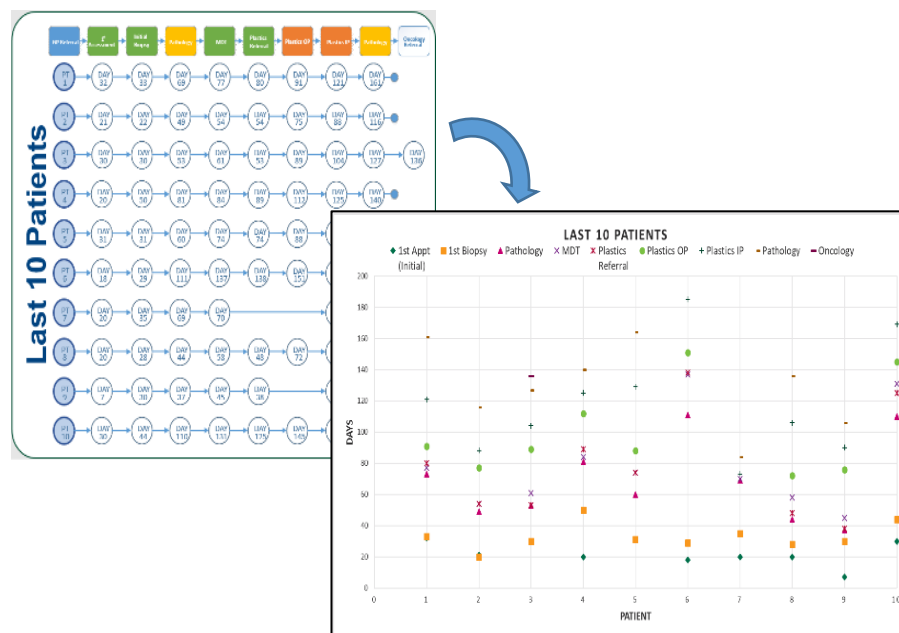 Last 10 Patients
GP Referral
1st Assessment
Initial Biopsy
Pathology
MDT
Plastics Referral
Plastics OP
Plastics IP
Pathology
Oncology Referral
PT 1 DAY 32 DAY 33 DAY 69 DAY 77 DAY 80 DAY 91 DAY 121 DAY 161
PT 2 DAY 21 DAY 22 DAY 49 DAY 54 DAY 54 DAY 75 DAY 88 DAY 116
PT 3 DAY 30 DAY 30 DAY 53 DAY 61 DAY 53 DAY 89 DAY 104 DAY 127 DAY 136
PT 4 DAY 20 DAY 50 DAY 81 DAY 84 DAY 89 DAY 112 DAY 125 DAY 140
PT 5 DAY 31 DAY 31 DAY 60 DAY 74 DAY 74 DAY 88
PT 6 DAY 18 DAY 29 DAY 111 DAY 137 DAY 138 DAY 151
PT 7 DAY 20 DAY 35 DAY 69 DAY 70
PT 8 DAY 20 DAY 28 DAY 44 DAY 58 DAY 48 DAY 72
PT 9 DAY 7 DAY 30 DAY 37 DAY 45 DAY 38
PT 10 DAY 30 DAY 44 DAY 110 DAY 131 DAY 125 DAY 145
LAST 10 PATIENTS
1st Appt (Initial)
1st Biopsy
Pathology
MDT
Plastics Referral
Plastics OP
Plastics IP
Pathology
Oncology
200
180
160
140
120
100
80
60
40
20
0
DAYS
0 1 2 3 4 5 6 7 8 9 10
PATIENT